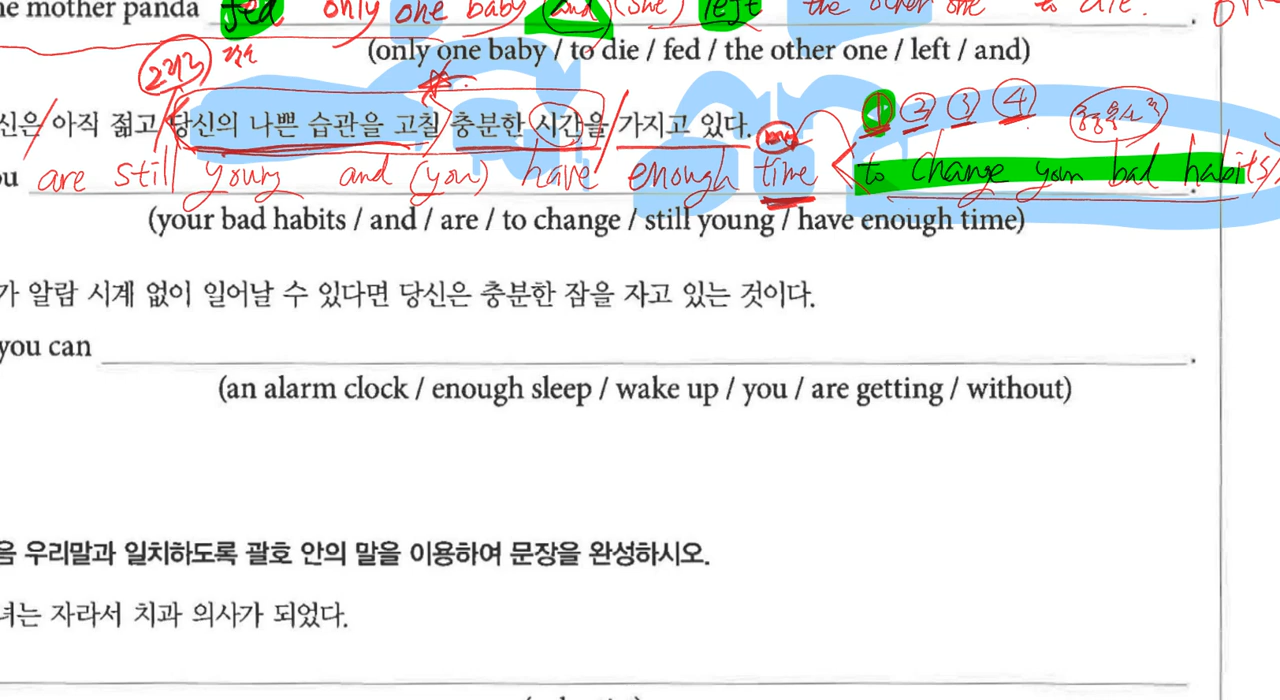 ne mother panda fed only one baby and (she) left the other one to die.
(only one baby / to die / fed / the other one / left / and)
그리고
신은 아직 젊고 당신의 나쁜 습관을 고칠 충분한 시간을 가지고 있다. ① ② ③ ④
ou are still young and (you) have enough time to change your bad habits
(your bad habits / and / are / to change / still young / have enough time)
가 알람 시계 없이 일어날 수 있다면 당신은 충분한 잠을 자고 있는 것이다.
you can
(an alarm clock / enough sleep / wake up / you / are getting / without)
음 우리말과 일치하도록 괄호 안의 말을 이용하여 문장을 완성하시오.
녀는 자라서 치과 의사가 되었다.